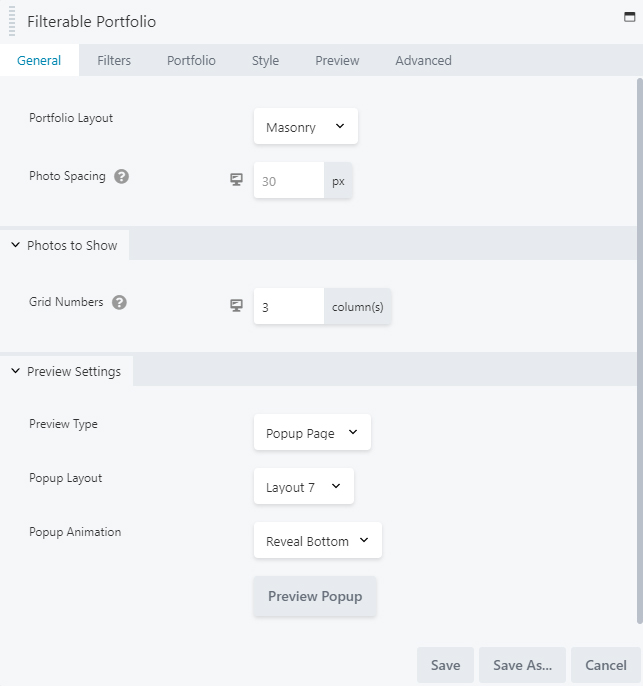 Filterable Portfolio
General Filters Portfolio Style Preview Advanced
Portfolio Layout Masonry
Photo Spacing ? 30 px
Photos to Show
Grid Numbers ? 3 column(s)
Preview Settings
Preview Type Popup Page
Popup Layout Layout 7
Popup Animation Reveal Bottom
Preview Popup
Save Save As... Cancel